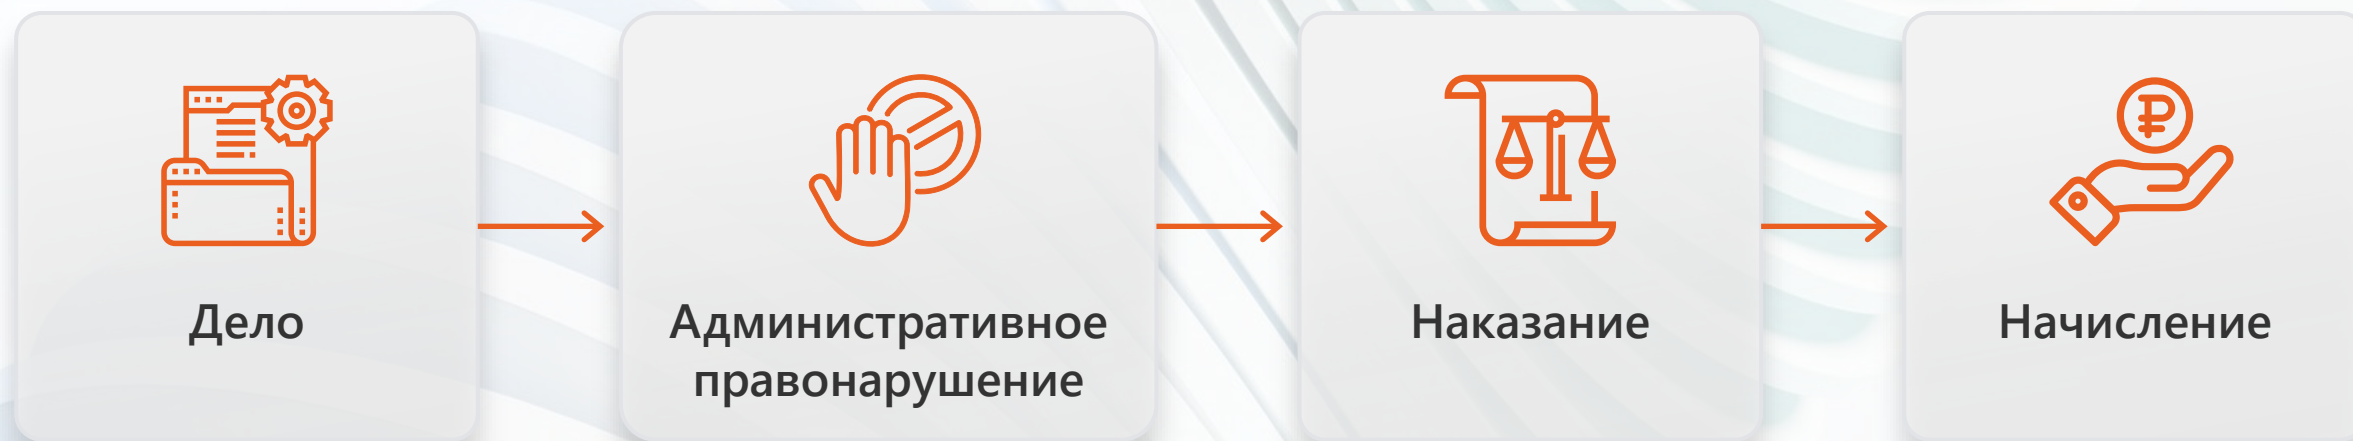 Дело
Административное
правонарушение
Наказание
Начисление